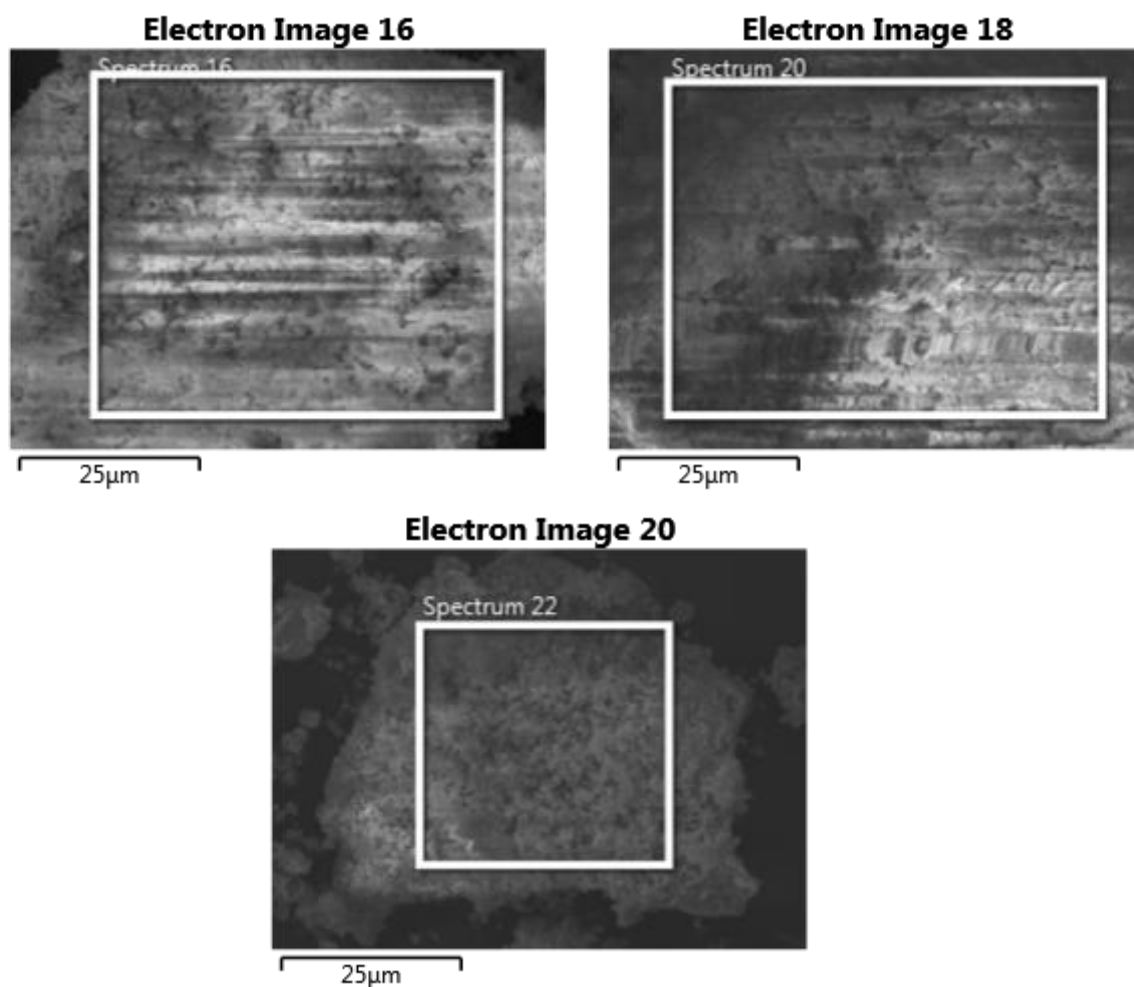 Electron Image 16
Electron Image 18
Spectrum 16
Spectrum 20
25µm
25µm
Electron Image 20
Spectrum 22
25µm